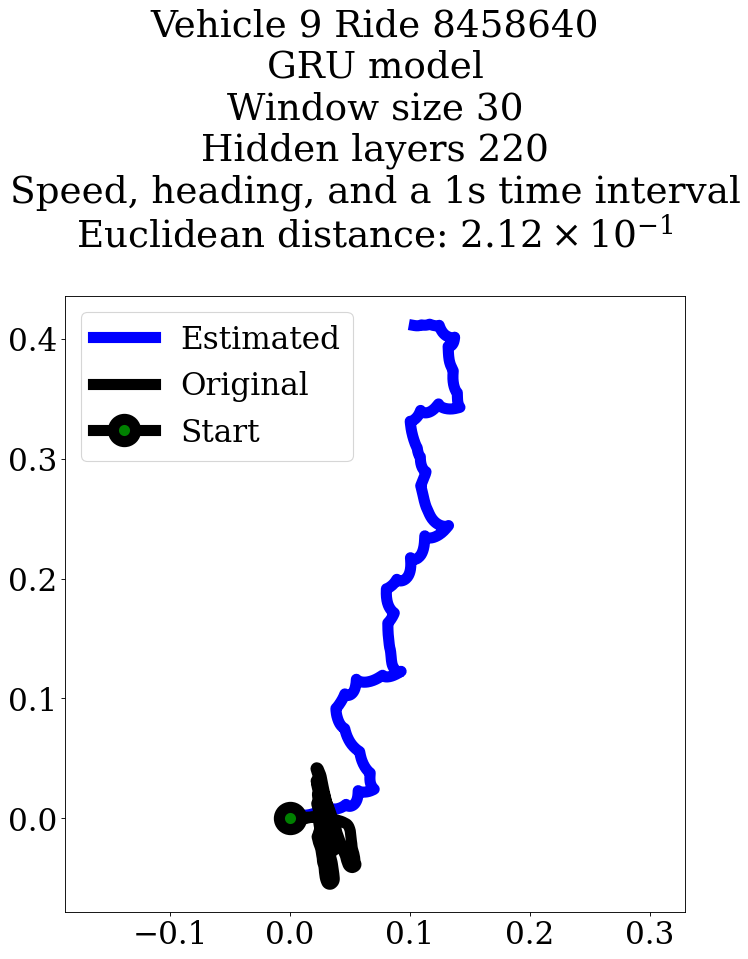 Vehicle 9 Ride 8458640
GRU model
Window size 30
Hidden layers 220
Speed, heading, and a 1s time interval
Euclidean distance: 2.12 × 10⁻¹
Estimated
Original
Start
0.4
0.3
0.2
0.1
0.0
−0.1 0.0 0.1 0.2 0.3